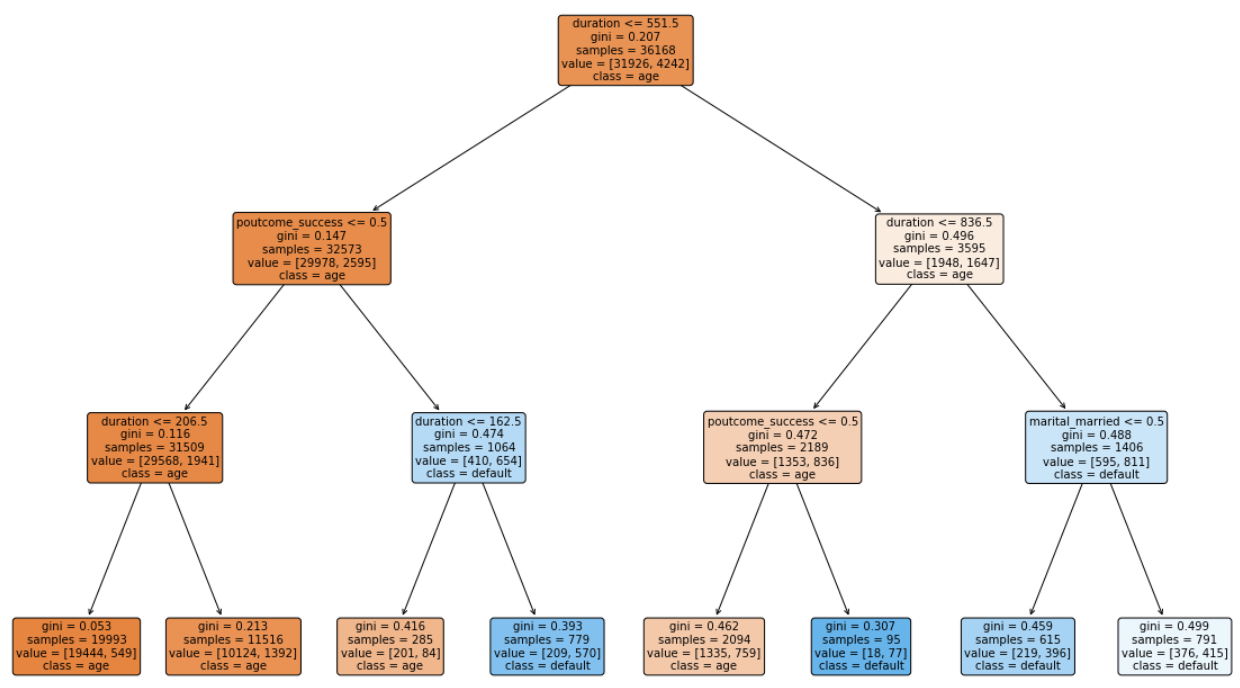 duration <= 551.5
gini = 0.207
samples = 36168
value = [31926, 4242]
class = age
poutcome_success <= 0.5
gini = 0.147
samples = 32573
value = [29978, 2595]
class = age
duration <= 836.5
gini = 0.496
samples = 3595
value = [1948, 1647]
class = age
duration <= 206.5
gini = 0.116
samples = 31509
value = [29568, 1941]
class = age
duration <= 162.5
gini = 0.474
samples = 1064
value = [410, 654]
class = default
poutcome_success <= 0.5
gini = 0.472
samples = 2189
value = [1353, 836]
class = age
marital_married <= 0.5
gini = 0.488
samples = 1406
value = [595, 811]
class = default
gini = 0.053
samples = 19993
value = [19444, 549]
class = age
gini = 0.213
samples = 11516
value = [10124, 1392]
class = age
gini = 0.416
samples = 285
value = [201, 84]
class = age
gini = 0.393
samples = 779
value = [209, 570]
class = default
gini = 0.462
samples = 2094
value = [1335, 759]
class = age
gini = 0.307
samples = 95
value = [18, 77]
class = default
gini = 0.459
samples = 615
value = [219, 396]
class = default
gini = 0.499
samples = 791
value = [376, 415]
class = default